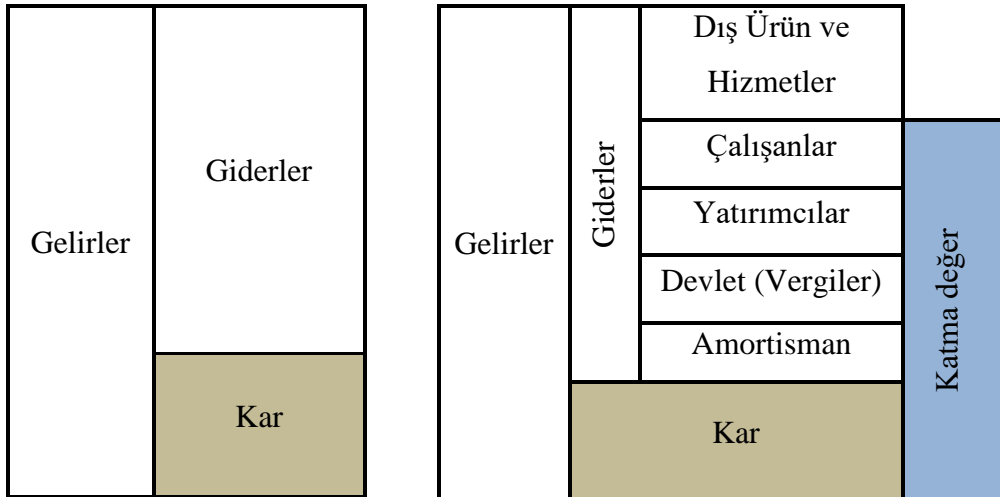 Gelirler
Giderler
Kar
Gelirler
Giderler
Dış Ürün ve
Hizmetler
Çalışanlar
Yatırımcılar
Devlet (Vergiler)
Amortisman
Kar
Katma değer